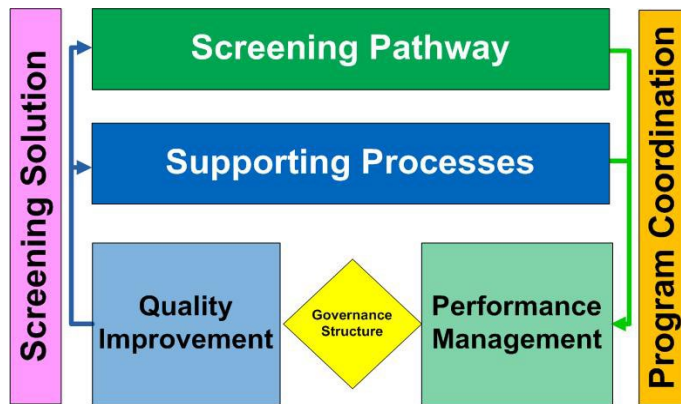 Screening Solution
Screening Pathway
Supporting Processes
Quality
Improvement
Governance
Structure
Performance
Management
Program Coordination